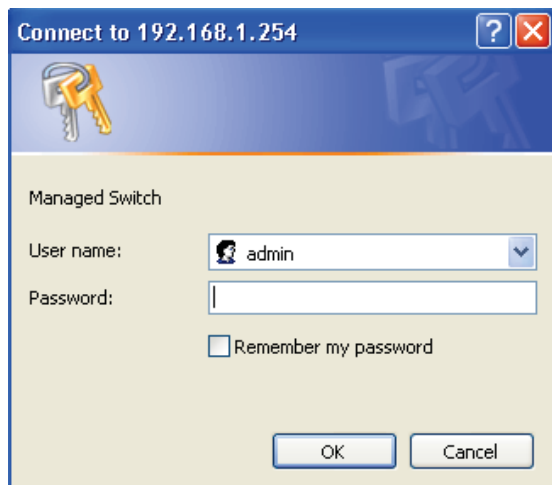 Connect to 192.168.1.254
?
Managed Switch
User name:
admin
Password:
Remember my password
OK
Cancel